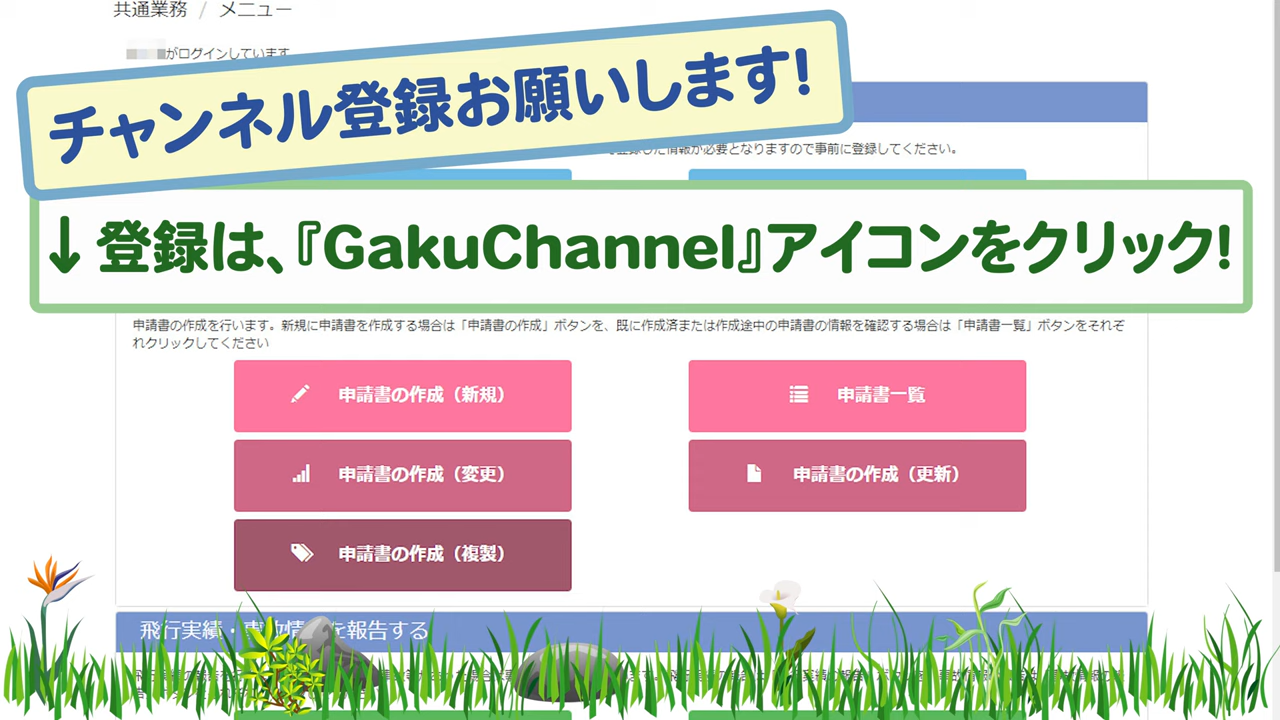 共通業務 / メニュー
がログインしています
チャンネル登録お願いします!
登録した情報が必要となりますので事前に登録してください。
↓登録は、『GakuChannel』アイコンをクリック!
申請書の作成を行います。新規に申請書を作成する場合は「申請書の作成」ボタンを、既に作成済または作成途中の申請書の情報を確認する場合は「申請書一覧」ボタンをそれぞ
れクリックしてください
申請書の作成（新規）
申請書一覧
申請書の作成（変更）
申請書の作成（更新）
申請書の作成（複製）
飛行実績・事故情報を報告する